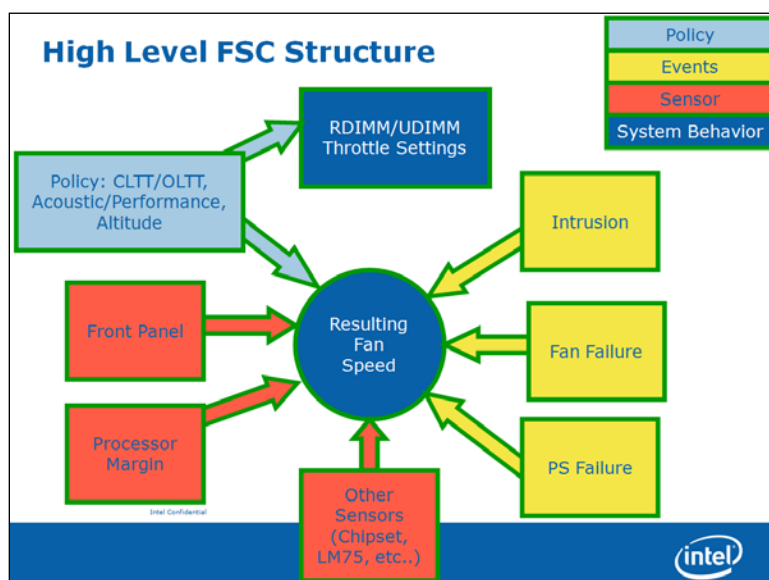 High Level FSC Structure
Policy
Events
Sensor
System Behavior
RDIMM/UDIMM
Throttle Settings
Policy: CLTT/OLTT,
Acoustic/Performance,
Altitude
Intrusion
Front Panel
Resulting
Fan
Speed
Fan Failure
Processor
Margin
PS Failure
Other
Sensors
(Chipset,
LM75, etc..)
Intel Confidential
intel